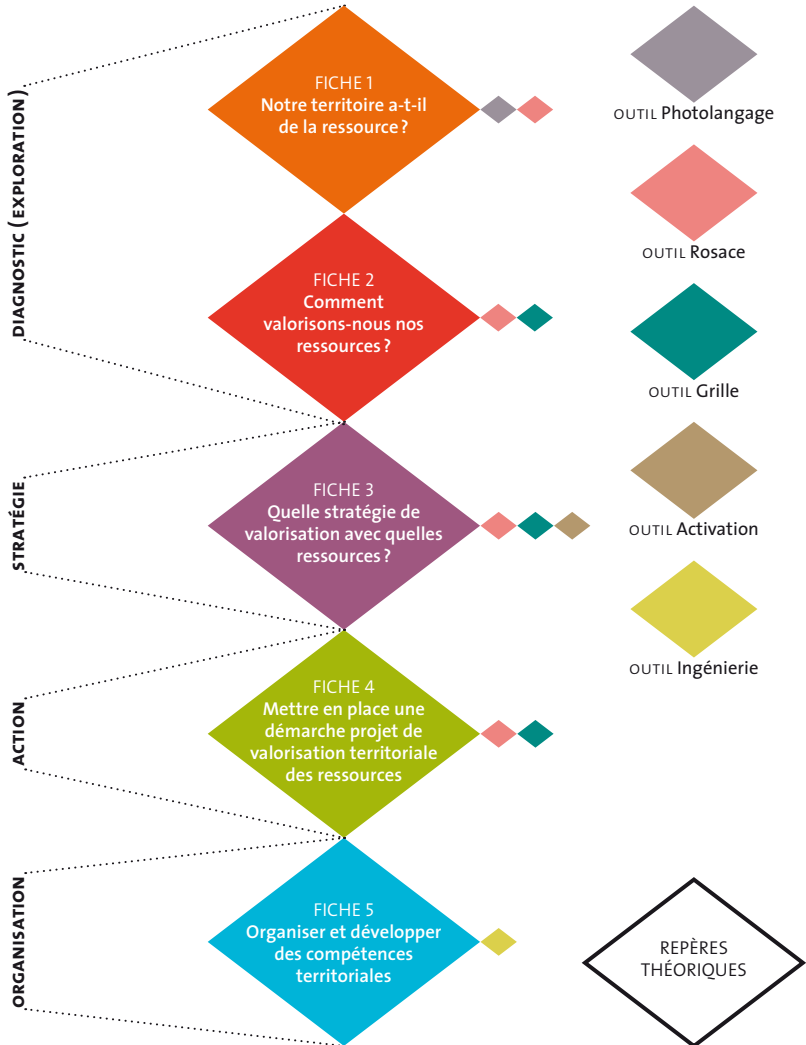 DIAGNOSTIC (EXPLORATION)
FICHE 1
Notre territoire a-t-il
de la ressource ?
FICHE 2
Comment
valorisons-nous nos
ressources ?
STRATÉGIE
FICHE 3
Quelle stratégie de
valorisation avec quelles
ressources ?
ACTION
FICHE 4
Mettre en place une
démarche projet de
valorisation territoriale
des ressources
ORGANISATION
FICHE 5
Organiser et développer
des compétences
territoriales
OUTIL Photolangage
OUTIL Rosace
OUTIL Grille
OUTIL Activation
OUTIL Ingénierie
REPÈRES
THÉORIQUES